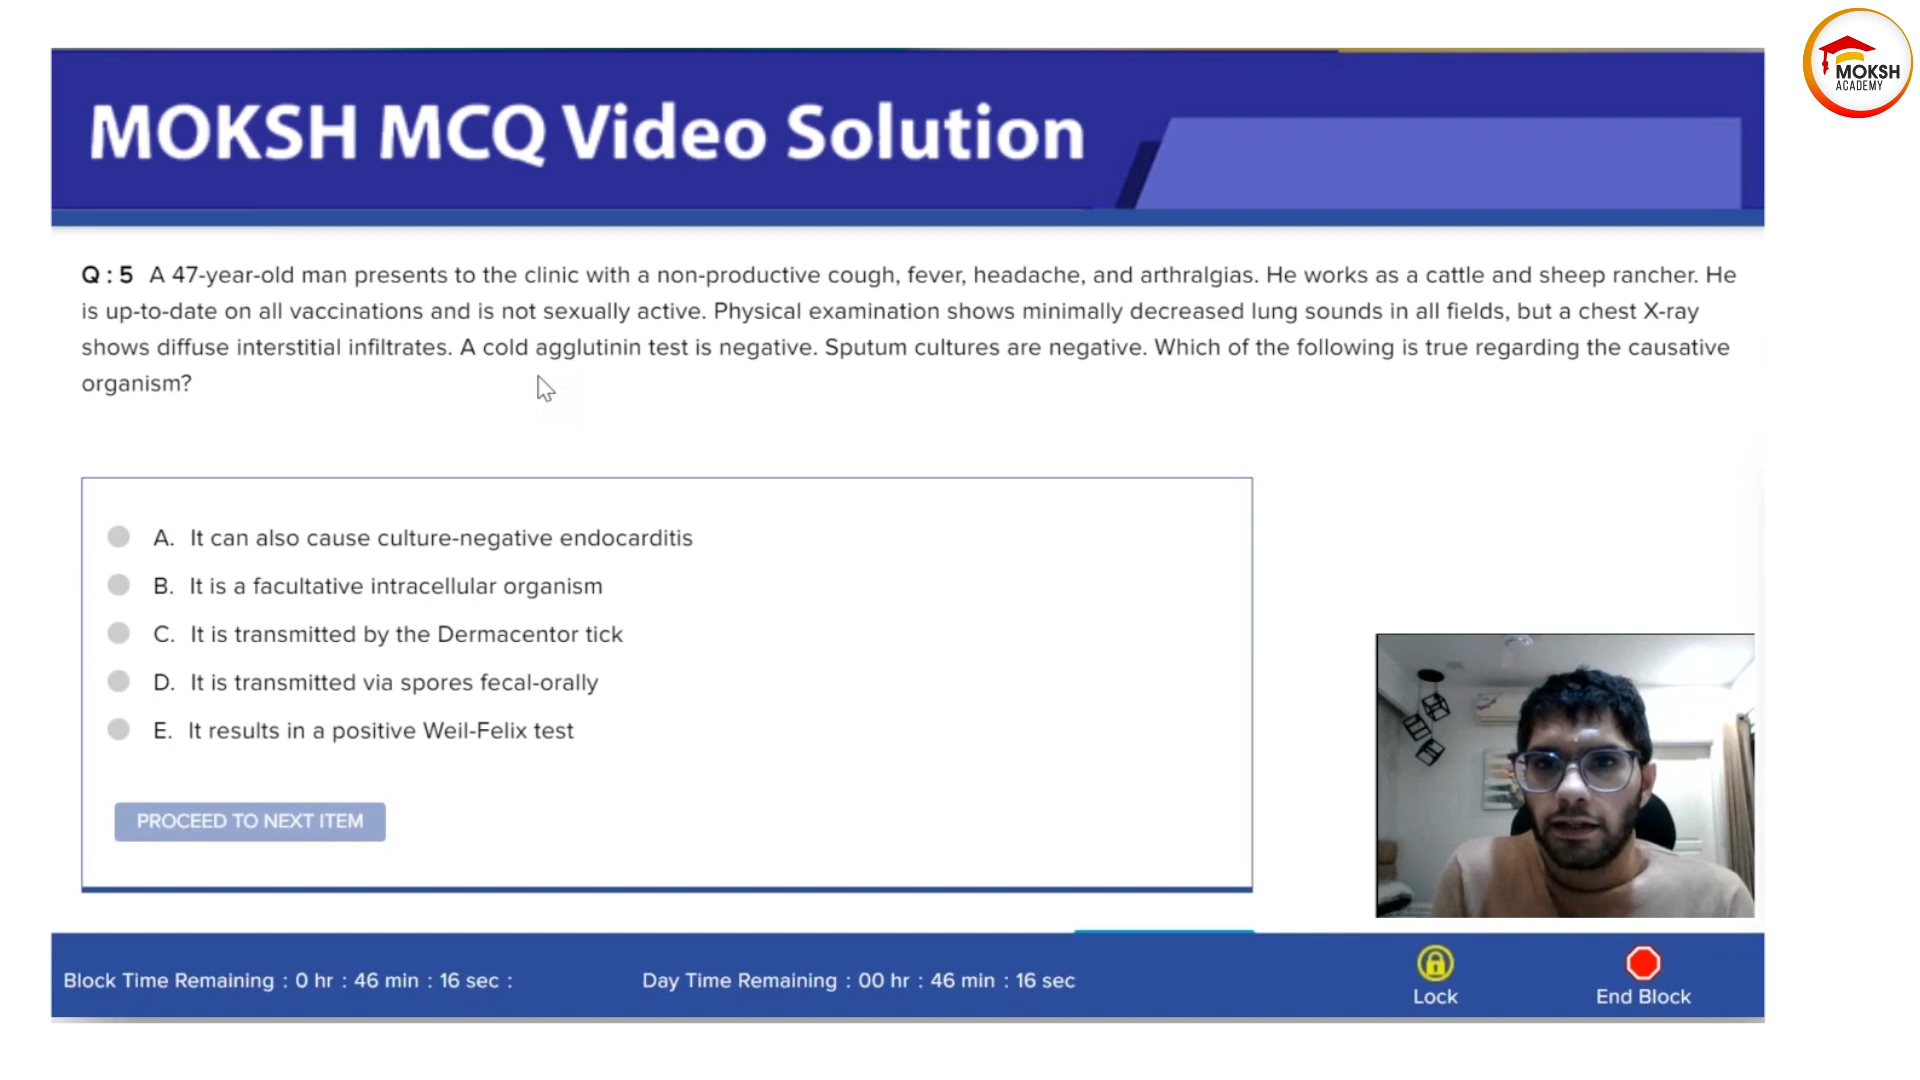 MOKSH
ACADEMY
MOKSH MCQ Video Solution
Q : 5 A 47-year-old man presents to the clinic with a non-productive cough, fever, headache, and arthralgias. He works as a cattle and sheep rancher. He
is up-to-date on all vaccinations and is not sexually active. Physical examination shows minimally decreased lung sounds in all fields, but a chest X-ray
shows diffuse interstitial infiltrates. A cold agglutinin test is negative. Sputum cultures are negative. Which of the following is true regarding the causative
organism?
A. It can also cause culture-negative endocarditis
B. It is a facultative intracellular organism
C. It is transmitted by the Dermacentor tick
D. It is transmitted via spores fecal-orally
E. It results in a positive Weil-Felix test
PROCEED TO NEXT ITEM
Block Time Remaining : 0 hr : 46 min : 16 sec :
Day Time Remaining : 00 hr : 46 min : 16 sec
Lock
End Block